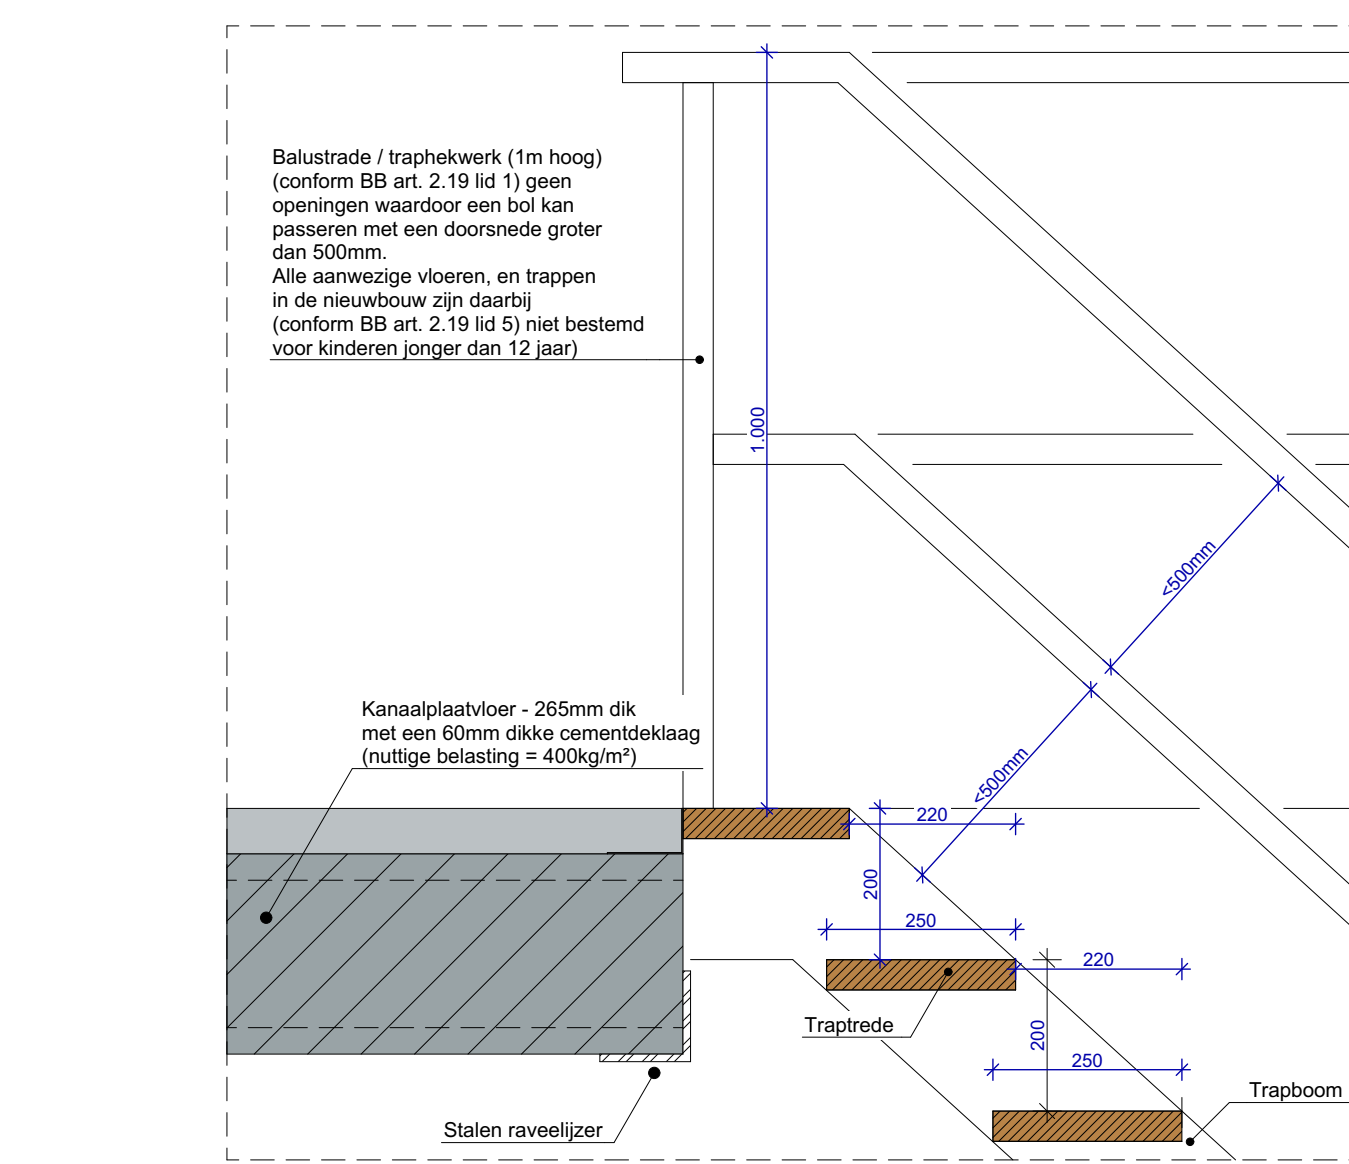 Balustrade / traphekwerk (1m hoog)
(conform BB art. 2.19 lid 1) geen
openingen waardoor een bol kan
passeren met een doorsnede groter
dan 500mm.
Alle aanwezige vloeren, en trappen
in de nieuwbouw zijn daarbij
(conform BB art. 2.19 lid 5) niet bestemd
voor kinderen jonger dan 12 jaar)
1.000
<500mm
<500mm
Kanaalplaatvloer - 265mm dik
met een 60mm dikke cementdeklaag
(nuttige belasting = 400kg/m²)
220
200
250
220
Traptrede
200
250
Trapboom
Stalen raveelijzer